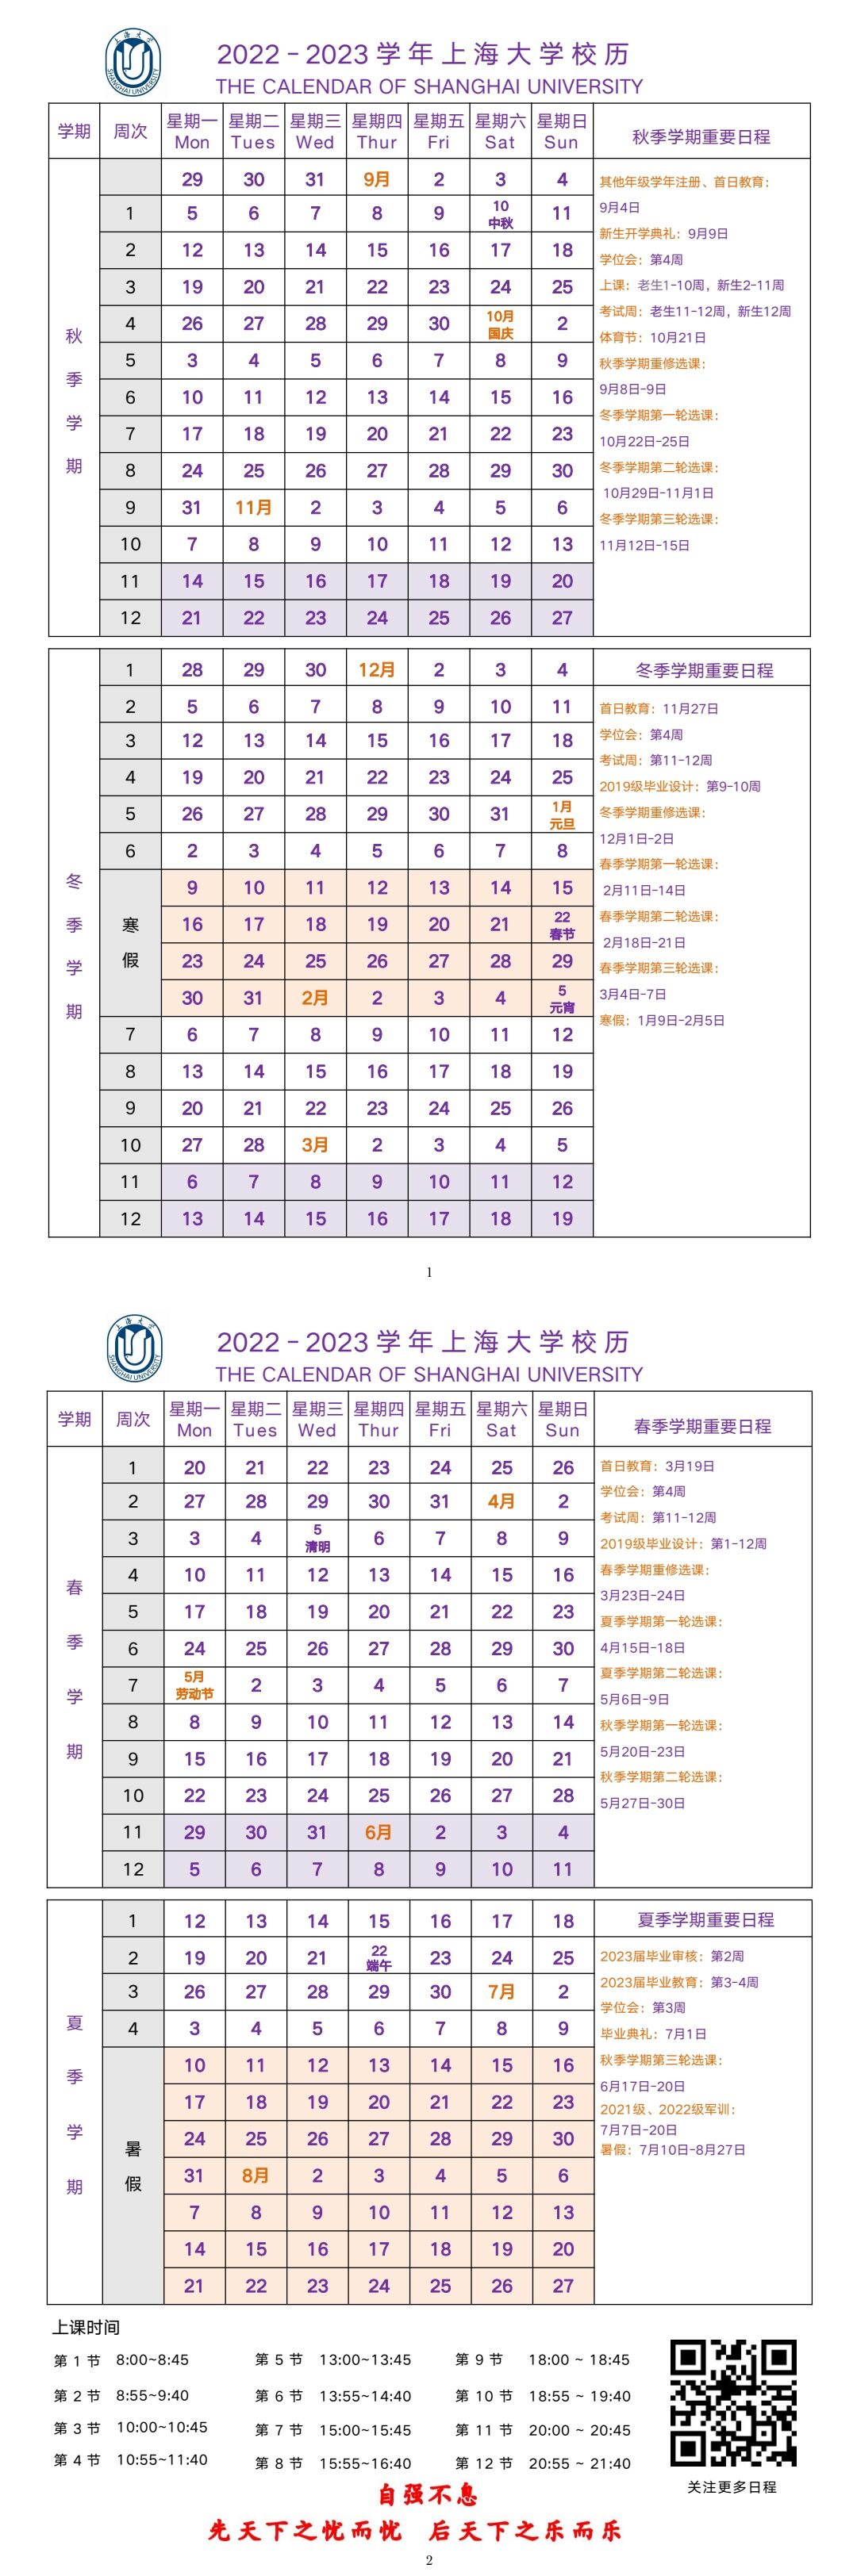 2022-2023学年上海大学校历
THE CALENDAR OF SHANGHAI UNIVERSITY
学期 周次 星期一 星期二 星期三 星期四 星期五 星期六 星期日 秋季学期重要日程
Mon Tues Wed Thur Fri Sat Sun
29 30 31 9月 2 3 4
1 5 6 7 8 9 10 中秋 11
2 12 13 14 15 16 17 18
3 19 20 21 22 23 24 25
4 26 27 28 29 30 10月 国庆 2
5 3 4 5 6 7 8 9
6 10 11 12 13 14 15 16
7 17 18 19 20 21 22 23
8 24 25 26 27 28 29 30
9 31 11月 2 3 4 5 6
10 7 8 9 10 11 12 13
11 14 15 16 17 18 19 20
12 21 22 23 24 25 26 27
秋季学期
其他年级学年注册、首日教育:
9月4日
新生开学典礼: 9月9日
学位会: 第4周
上课: 老生1-10周, 新生2-11周
考试周: 老生11-12周, 新生12周
体育节: 10月21日
秋季学期重修选课:
9月8日-9日
冬季学期第一轮选课:
10月22日-25日
冬季学期第二轮选课:
10月29日-11月1日
冬季学期第三轮选课:
11月12日-15日
1 28 29 30 12月 2 3 4 冬季学期重要日程
2 5 6 7 8 9 10 11
3 12 13 14 15 16 17 18
4 19 20 21 22 23 24 25
5 26 27 28 29 30 31 1月 元旦
6 2 3 4 5 6 7 8
9 10 11 12 13 14 15
16 17 18 19 20 21 22 春节
23 24 25 26 27 28 29
30 31 2月 2 3 4 5 元宵
寒假
7 6 7 8 9 10 11 12
8 13 14 15 16 17 18 19
9 20 21 22 23 24 25 26
10 27 28 3月 2 3 4 5
11 6 7 8 9 10 11 12
12 13 14 15 16 17 18 19
冬季学期
首日教育: 11月27日
学位会: 第4周
考试周: 第11-12周
2019级毕业设计: 第9-10周
冬季学期重修选课:
12月1日-2日
春季学期第一轮选课:
2月11日-14日
春季学期第二轮选课:
2月18日-21日
春季学期第三轮选课:
3月4日-7日
寒假: 1月9日-2月5日
1
2022-2023学年上海大学校历
THE CALENDAR OF SHANGHAI UNIVERSITY
学期 周次 星期一 星期二 星期三 星期四 星期五 星期六 星期日 春季学期重要日程
Mon Tues Wed Thur Fri Sat Sun
1 20 21 22 23 24 25 26
2 27 28 29 30 31 4月 2
3 3 4 5 清明 6 7 8 9
4 10 11 12 13 14 15 16
5 17 18 19 20 21 22 23
6 24 25 26 27 28 29 30
7 5月 劳动节 2 3 4 5 6 7
8 8 9 10 11 12 13 14
9 15 16 17 18 19 20 21
10 22 23 24 25 26 27 28
11 29 30 31 6月 2 3 4
12 5 6 7 8 9 10 11
春季学期
首日教育: 3月19日
学位会: 第4周
考试周: 第11-12周
2019级毕业设计: 第1-12周
春季学期重修选课:
3月23日-24日
夏季学期第一轮选课:
4月15日-18日
夏季学期第二轮选课:
5月6日-9日
秋季学期第一轮选课:
5月20日-23日
秋季学期第二轮选课:
5月27日-30日
1 12 13 14 15 16 17 18 夏季学期重要日程
2 19 20 21 22 端午 23 24 25
3 26 27 28 29 30 7月 2
4 3 4 5 6 7 8 9
10 11 12 13 14 15 16
17 18 19 20 21 22 23
24 25 26 27 28 29 30
31 8月 2 3 4 5 6
7 8 9 10 11 12 13
14 15 16 17 18 19 20
21 22 23 24 25 26 27
暑假
夏季学期
2023届毕业审核: 第2周
2023届毕业教育: 第3-4周
学位会: 第3周
毕业典礼: 7月1日
秋季学期第三轮选课:
6月17日-20日
2021级、2022级军训:
7月7日-20日
暑假: 7月10日-8月27日
上课时间
第 1 节 8:00~8:45 第 5 节 13:00~13:45 第 9 节 18:00 ~ 18:45
第 2 节 8:55~9:40 第 6 节 13:55~14:40 第 10 节 18:55 ~ 19:40
第 3 节 10:00~10:45 第 7 节 15:00~15:45 第 11 节 20:00 ~ 20:45
第 4 节 10:55~11:40 第 8 节 15:55~16:40 第 12 节 20:55 ~ 21:40
关注更多日程
自强不息
先天下之忧而忧 后天下之乐而乐
2